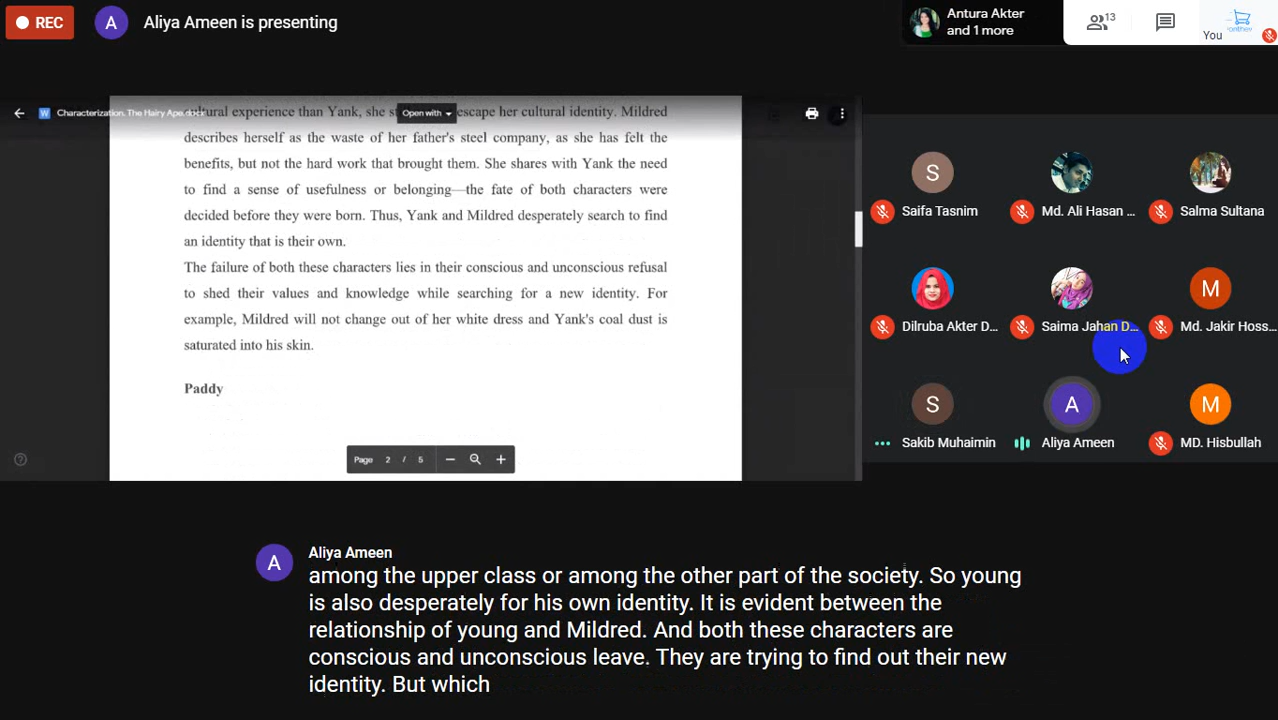 REC
A
Aliya Ameen is presenting
Antura Akter
and 1 more
13
You
Characterization. The Hairy Ape.docx
Open with
cultural experience than Yank, she escape her cultural identity. Mildred
describes herself as the waste of her father's steel company, as she has felt the
benefits, but not the hard work that brought them. She shares with Yank the need
to find a sense of usefulness or belonging—the fate of both characters were
decided before they were born. Thus, Yank and Mildred desperately search to find
an identity that is their own.
The failure of both these characters lies in their conscious and unconscious refusal
to shed their values and knowledge while searching for a new identity. For
example, Mildred will not change out of her white dress and Yank's coal dust is
saturated into his skin.
Paddy
Page 2 / 5
S
Saifa Tasnim
Md. Ali Hasan ...
Salma Sultana
Dilruba Akter D...
Saima Jahan D...
M
Md. Jakir Hoss...
S
Sakib Muhaimin
A
Aliya Ameen
M
MD. Hisbullah
A
Aliya Ameen
among the upper class or among the other part of the society. So young
is also desperately for his own identity. It is evident between the
relationship of young and Mildred. And both these characters are
conscious and unconscious leave. They are trying to find out their new
identity. But which